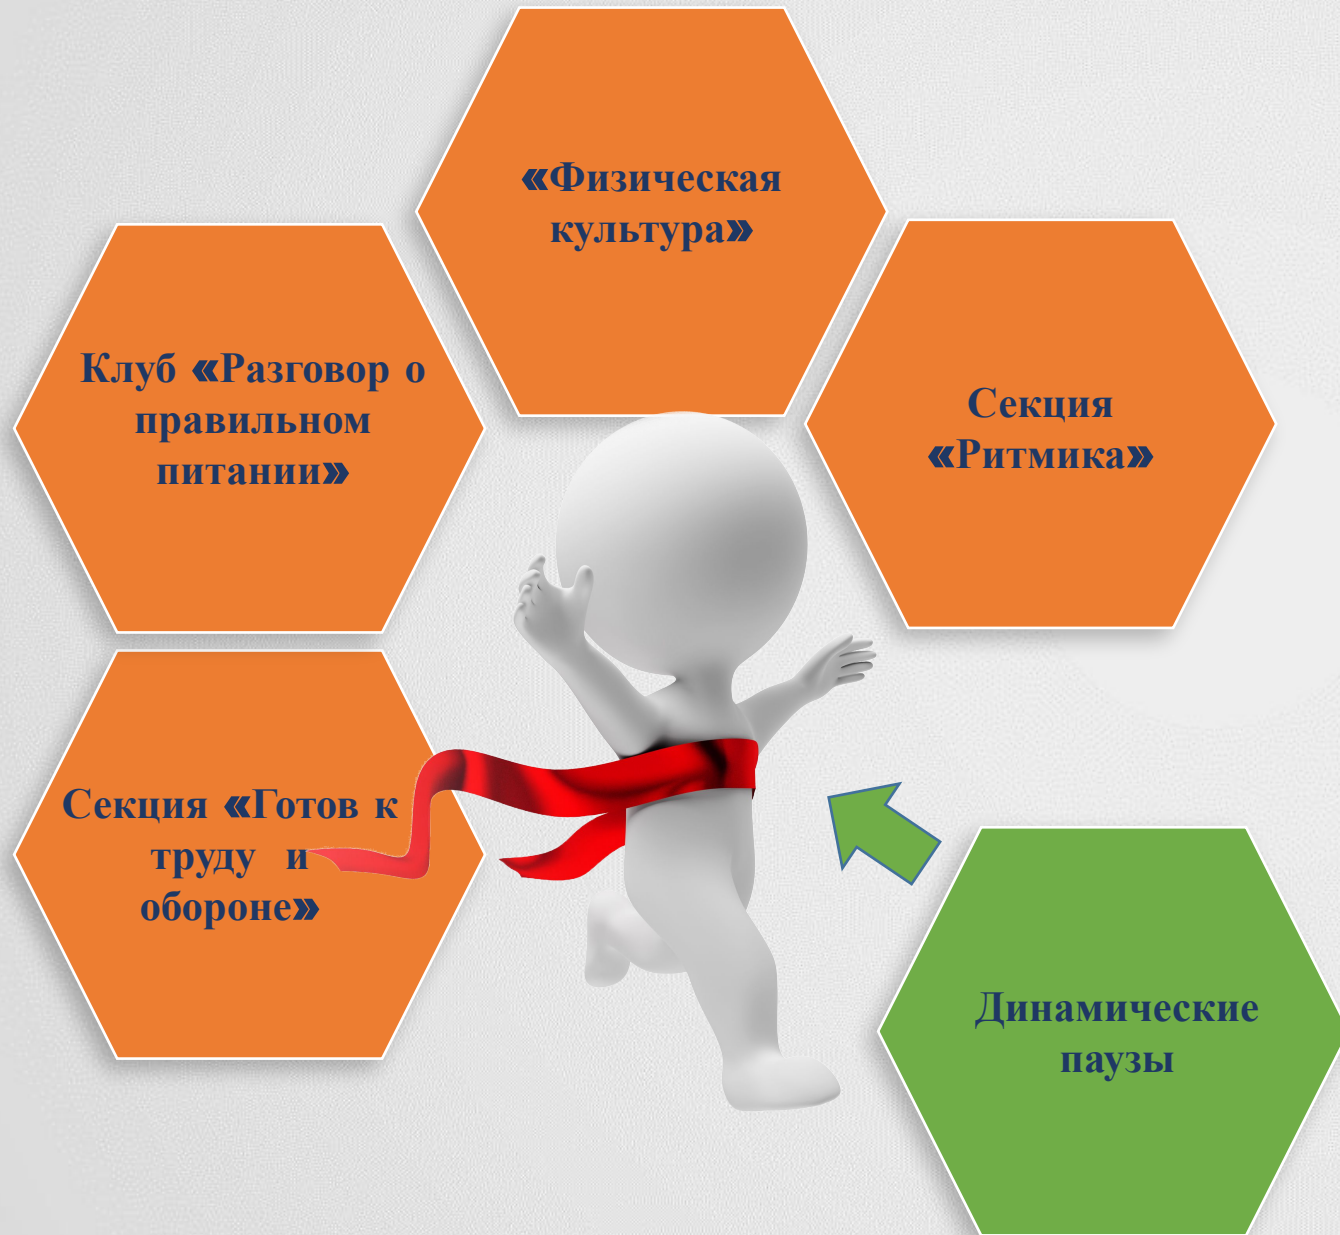 «Физическая
культура»
Клуб «Разговор о
правильном
питании»
Секция
«Ритмика»
Секция «Готов к
труду и
обороне»
Динамические
паузы